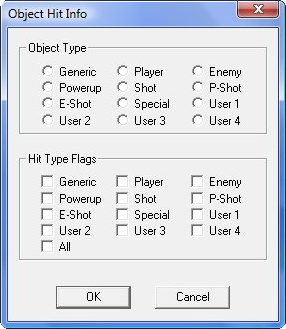 Object Hit Info
Object Type
Generic Player Enemy
Powerup Shot P-Shot
E-Shot Special User 1
User 2 User 3 User 4
Hit Type Flags
Generic Player Enemy
Powerup Shot P-Shot
E-Shot Special User 1
User 2 User 3 User 4
All
OK Cancel